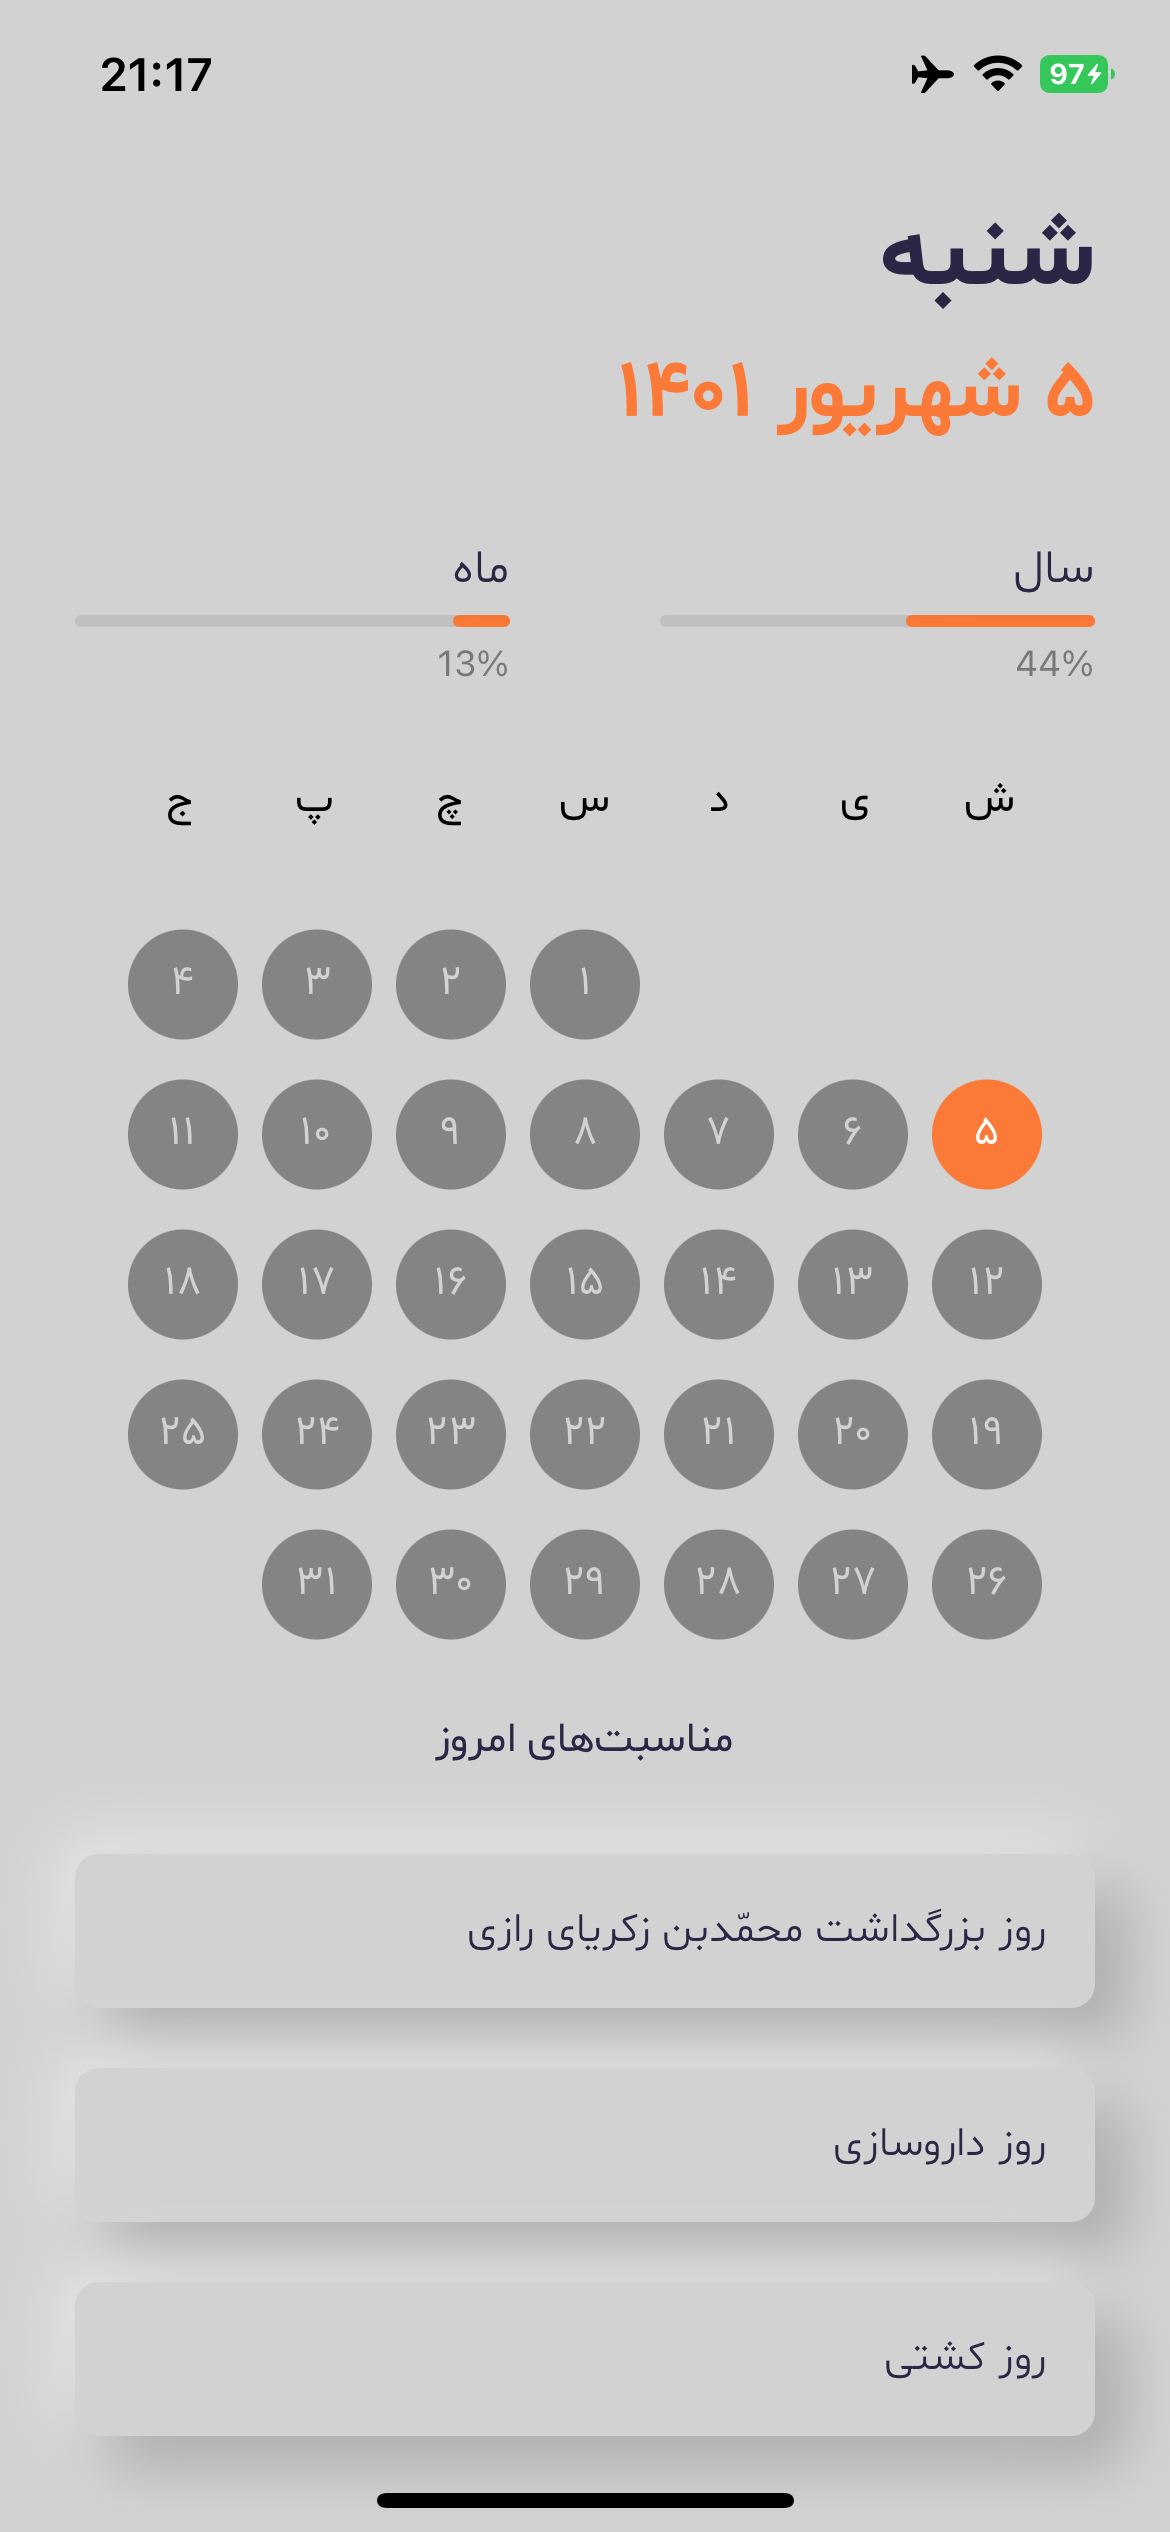 21:17 97
شنبه
۵ شهریور ۱۴۰۱
سال ماه
44% 13%
ش ی د س چ پ ج
۱ ۲ ۳ ۴
۵ ۶ ۷ ۸ ۹ ۱۰ ۱۱
۱۲ ۱۳ ۱۴ ۱۵ ۱۶ ۱۷ ۱۸
۱۹ ۲۰ ۲۱ ۲۲ ۲۳ ۲۴ ۲۵
۲۶ ۲۷ ۲۸ ۲۹ ۳۰ ۳۱
مناسبت‌های امروز
روز بزرگداشت محمّدبن زکریای رازی
روز داروسازی
روز کشتی